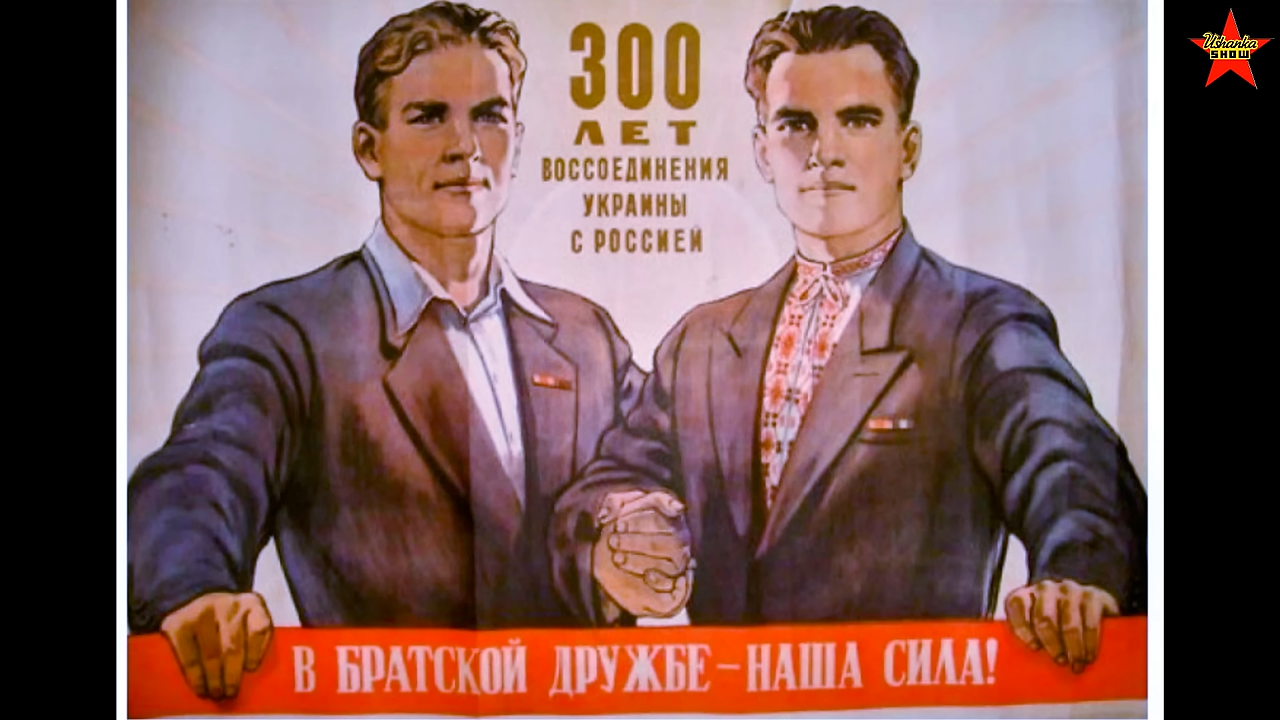 300
ЛЕТ
ВОССОЕДИНЕНИЯ
УКРАИНЫ
С РОССИЕЙ
В БРАТСКОЙ ДРУЖБЕ – НАША СИЛА!
Ushanka
SHOW